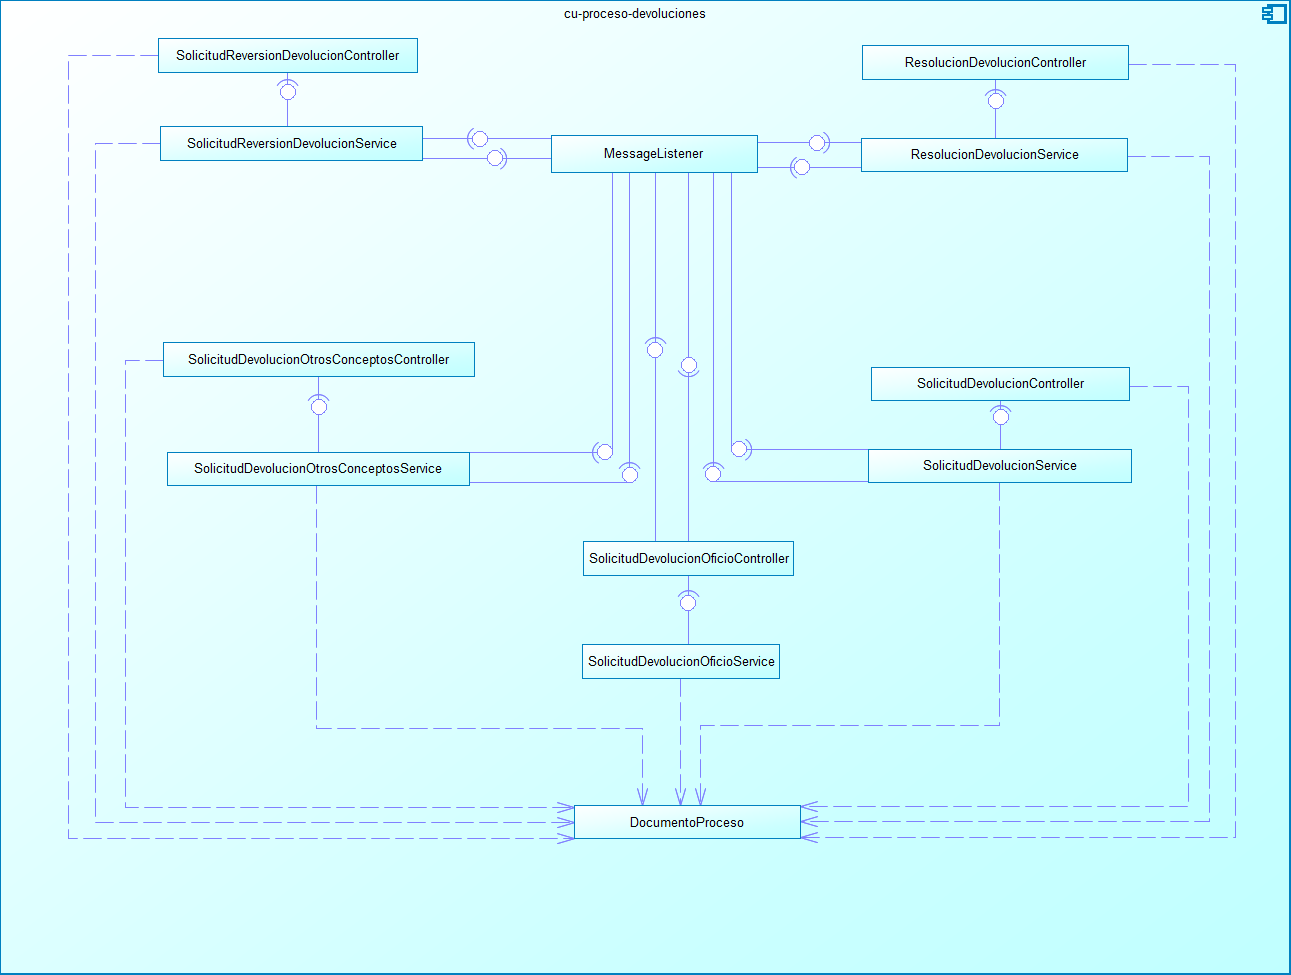 cu-proceso-devoluciones
SolicitudReversionDevolucionController
ResolucionDevolucionController
SolicitudReversionDevolucionService
MessageListener
ResolucionDevolucionService
SolicitudDevolucionOtrosConceptosController
SolicitudDevolucionController
SolicitudDevolucionOtrosConceptosService
SolicitudDevolucionService
SolicitudDevolucionOficioController
SolicitudDevolucionOficioService
DocumentoProceso